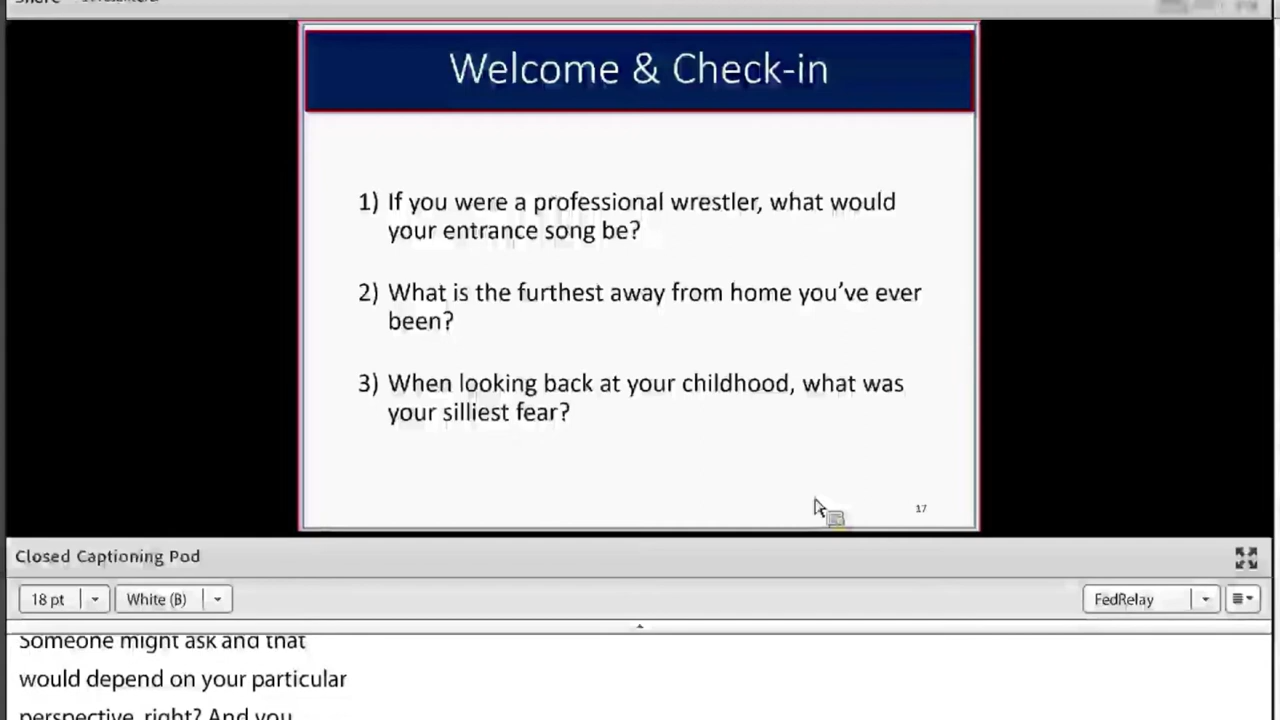 Welcome & Check-in
1) If you were a professional wrestler, what would
your entrance song be?
2) What is the furthest away from home you've ever
been?
3) When looking back at your childhood, what was
your silliest fear?
17
Closed Captioning Pod
18 pt
White (B)
FedRelay
Someone might ask and that
would depend on your particular
perspective, right? And you